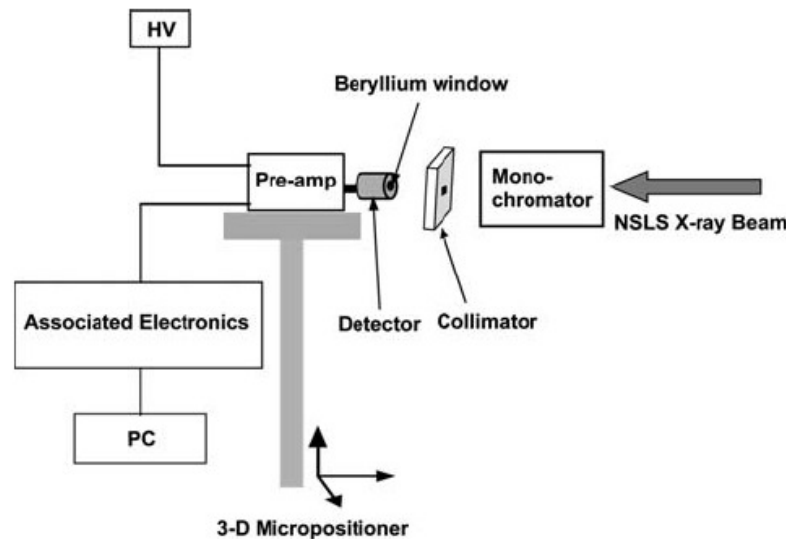 HV
Beryllium window
Pre-amp
Mono-
chromator
NSLS X-ray Beam
Associated Electronics
Detector
Collimator
PC
3-D Micropositioner